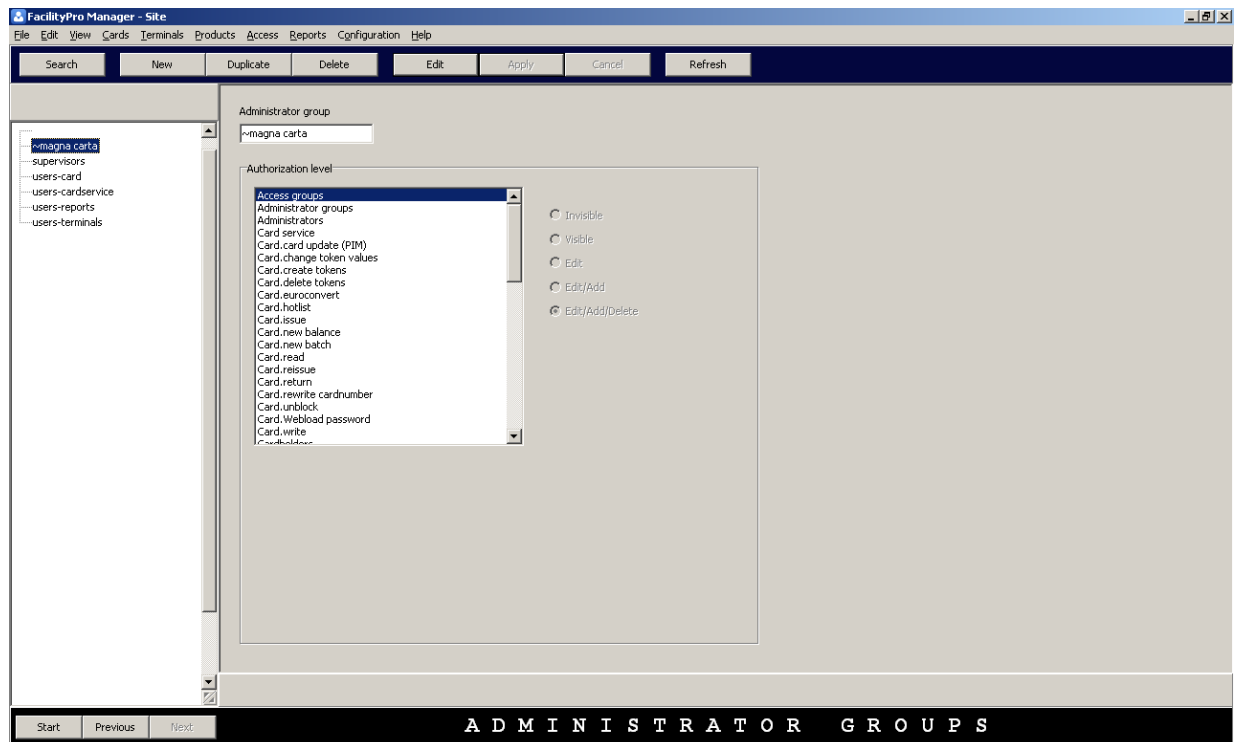 FacilityPro Manager - Site
File Edit View Cards Terminals Products Access Reports Configuration Help
Search New Duplicate Delete Edit Apply Cancel Refresh
~magna carta
supervisors
users-card
users-cardservice
users-reports
users-terminals
Administrator group
~magna carta
Authorization level
Access groups
Administrator groups
Administrators
Card service
Card.card update (PIM)
Card.change token values
Card.create tokens
Card.delete tokens
Card.euroconvert
Card.hotlist
Card.issue
Card.new balance
Card.new batch
Card.read
Card.reissue
Card.return
Card.rewrite cardnumber
Card.unblock
Card.Webload password
Card.write
Cardholders
Invisible
Visible
Edit
Edit/Add
Edit/Add/Delete
Start Previous Next
ADMINISTRATOR GROUPS